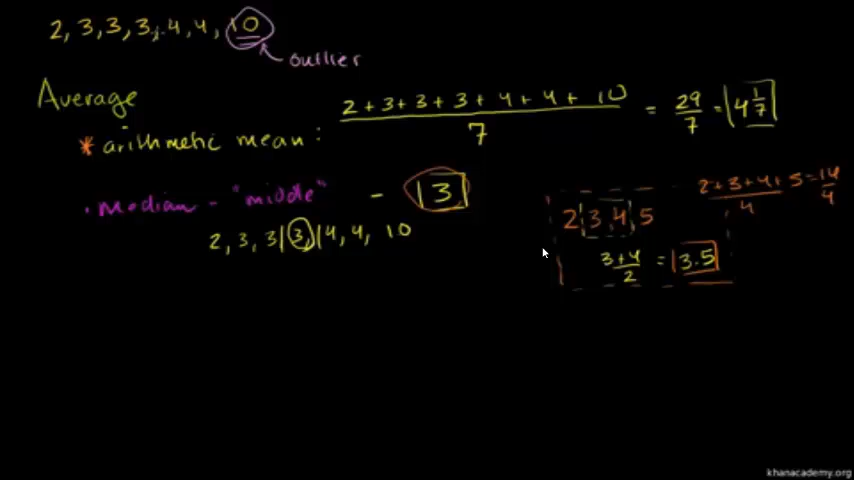 2, 3, 3, 3, 4, 4, 10
outlier
Average
* arithmetic mean: (2+3+3+3+4+4+10)/7 = 29/7 = 4 1/7
. Median - "middle" - 3
2, 3, 3|3,|4, 4, 10
2 3,4 5
(2+3+4+5)/4 = 14/4
(3+4)/2 = 3.5
khanacademy.org